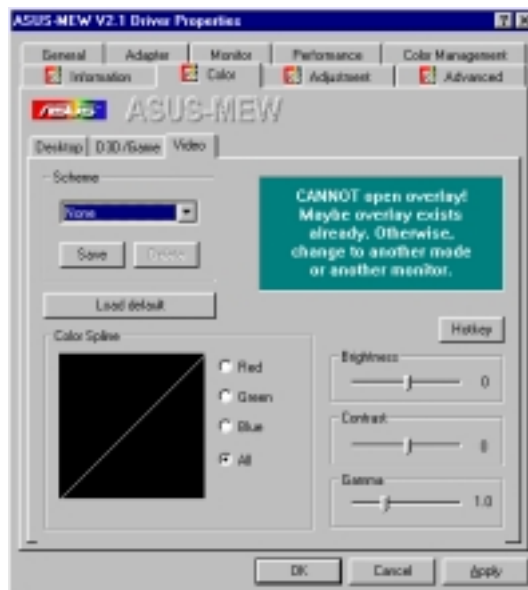 ASUS-MEW V2.1 Driver Properties
General Adapter Monitor Performance Color Management
Information Color Adjustment Advanced
ASUS ASUS-MEW
Desktop D3D/Game Video
Scheme
None
Save Delete
CANNOT open overlay!
Maybe overlay exists
already. Otherwise,
change to another mode
or another monitor.
Load default
Hotkey
Color Spline
Red
Green
Blue
All
Brightness
0
Contrast
0
Gamma
1.0
OK Cancel Apply